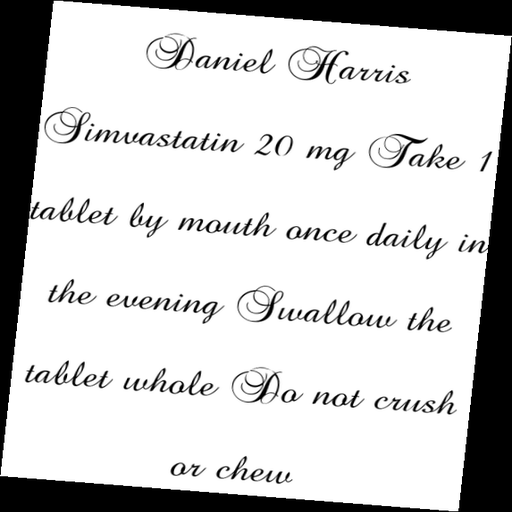 Daniel Harris
Simvastatin 20 mg Take 1
tablet by mouth once daily in
the evening Swallow the
tablet whole Do not crush
or chew